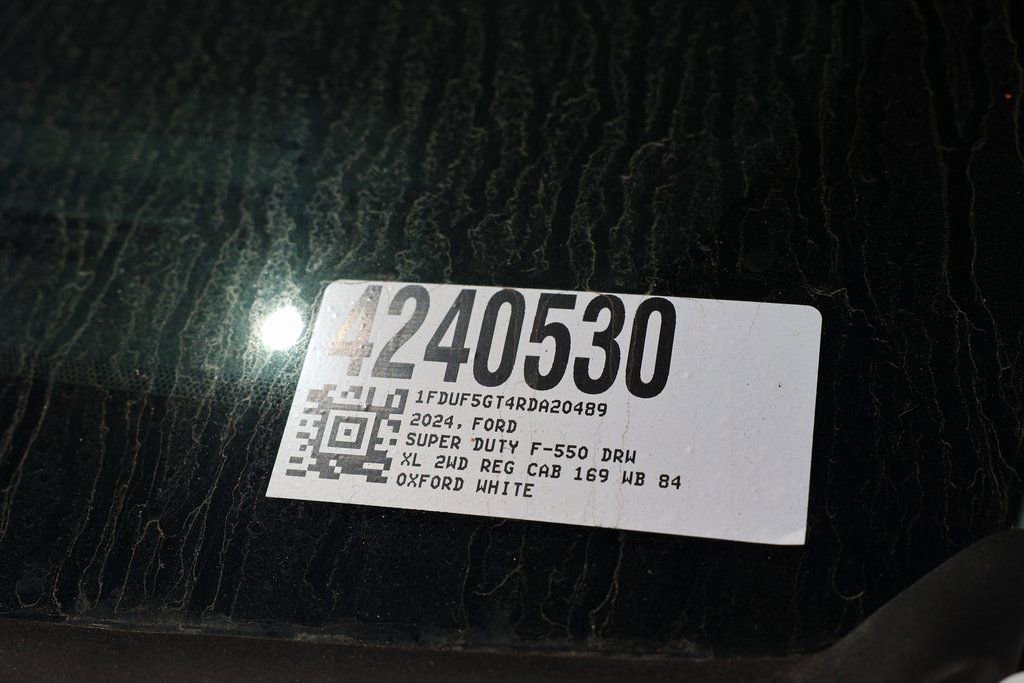 4240530
1FDUF5GT4RDA20489
2024, FORD
SUPER DUTY F-550 DRW
XL 2WD REG CAB 169 WB 84
OXFORD WHITE